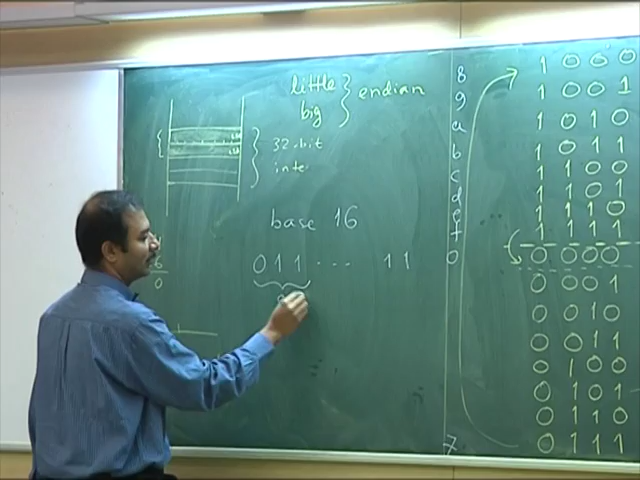 little
big
} endian
32-bit
inte
base 16
0 1 1 ... 1 1
6
0
8 1 0 0 0
9 1 0 0 1
a 1 0 1 0
b 1 0 1 1
c 1 1 0 0
d 1 1 0 1
e 1 1 1 0
f 1 1 1 1
0 0 0 0 0
0 0 0 1
0 0 1 0
0 0 1 1
0 1 0 0
0 1 0 1
0 1 1 0
7 0 1 1 1